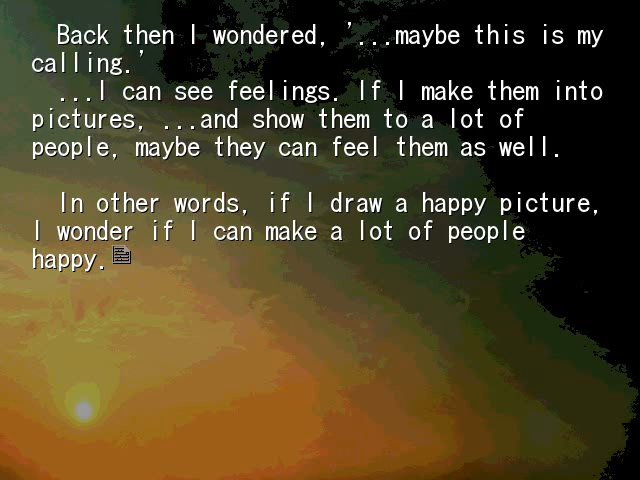 Back then I wondered, '...maybe this is my
calling.'
...I can see feelings. If I make them into
pictures, ...and show them to a lot of
people, maybe they can feel them as well.
In other words, if I draw a happy picture,
I wonder if I can make a lot of people
happy.